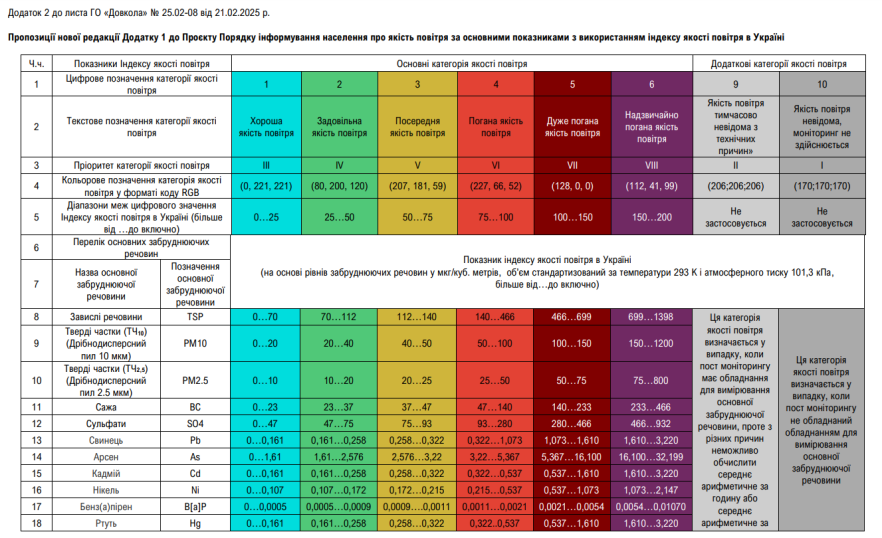 Додаток 2 до листа ГО «Довкола» № 25.02-08 від 21.02.2025 р.
Пропозиції нової редакції Додатку 1 до Проєкту Порядку інформування населення про якість повітря за основними показниками з використанням індексу якості повітря в Україні
Ч.ч. Показники Індексу якості повітря Основні категорія якості повітря Додаткові категорії якості повітря
1 Цифрове позначення категорії якості повітря 1 2 3 4 5 6 9 10
2 Текстове позначення категорії якості повітря Хороша якість повітря Задовільна якість повітря Посередня якість повітря Погана якість повітря Дуже погана якість повітря Надзвичайно погана якість повітря Якість повітря тимчасово невідома з технічних причин» Якість повітря невідома, моніторинг не здійснюється
3 Пріоритет категорії якості повітря III IV V VI VII VIII II I
4 Кольорове позначення категорія якості повітря у форматі коду RGB (0, 221, 221) (80, 200, 120) (207, 181, 59) (227, 66, 52) (128, 0, 0) (112, 41, 99) (206;206;206) (170;170;170)
5 Діапазони меж цифрового значення Індексу якості повітря в Україні (більше від …до включно) 0…25 25…50 50…75 75…100 100…150 150…200 Не застосовується Не застосовується
6 Перелік основних забруднюючих речовин
Показник індексу якості повітря в Україні
(на основі рівнів забруднюючих речовин у мкг/куб. метрів, об'єм стандартизований за температури 293 К і атмосферного тиску 101,3 кПа,
більше від…до включно)
7 Назва основної забруднюючої речовини Позначення основної забруднюючої речовини
8 Зависілі речовини TSP 0…70 70…112 112…140 140…466 466…699 699…1398
9 Тверді частки (ТЧ₁₀) (Дрібнодисперсний пил 10 мкм) PM10 0…20 20…40 40…50 50…100 100…150 150…1200
10 Тверді частки (ТЧ₂,₅) (Дрібнодисперсний пил 2.5 мкм) PM2.5 0…10 10…20 20…25 25…50 50…75 75…800
11 Сажа BC 0…23 23…37 37…47 47…140 140…233 233…466
12 Сульфати SO4 0…47 47…75 75…93 93…280 280…466 466…932
13 Свинець Pb 0…0,161 0,161…0,258 0,258…0,322 0,322…1,073 1,073…1,610 1,610…3,220
14 Арсен As 0…1,61 1,61…2,576 2,576…3,22 3,22…5,367 5,367…16,100 16,100…32,199
15 Кадмій Cd 0…0,161 0,161…0,258 0,258…0,322 0,322…0,537 0,537…1,610 1,610…3,220
16 Нікель Ni 0…0,107 0,107…0,172 0,172…0,215 0,215…0,537 0,537…1,073 1,073…2,147
17 Бенз(а)пірен B[a]P 0…0,0005 0,0005…0,0009 0,0009…0,0011 0,0011…0,0021 0,0021…0,0054 0,0054…0,01070
18 Ртуть Hg 0…0,161 0,161…0,258 0,258…0,322 0,322..0,537 0,537…1,610 1,610…3,220
Ця категорія
якості повітря
визначається у
випадку, коли
пост моніторингу
має обладнання
для вимірювання
основної
забруднюючої
речовини, проте з
різних причин
неможливо
обчислити
середнє
арифметичне за
годину або
середнє
арифметичне за
Ця категорія
якості повітря
визначається у
випадку, коли
пост моніторингу
не обладнаний
обладнанням для
вимірювання
основної
забруднюючої
речовини